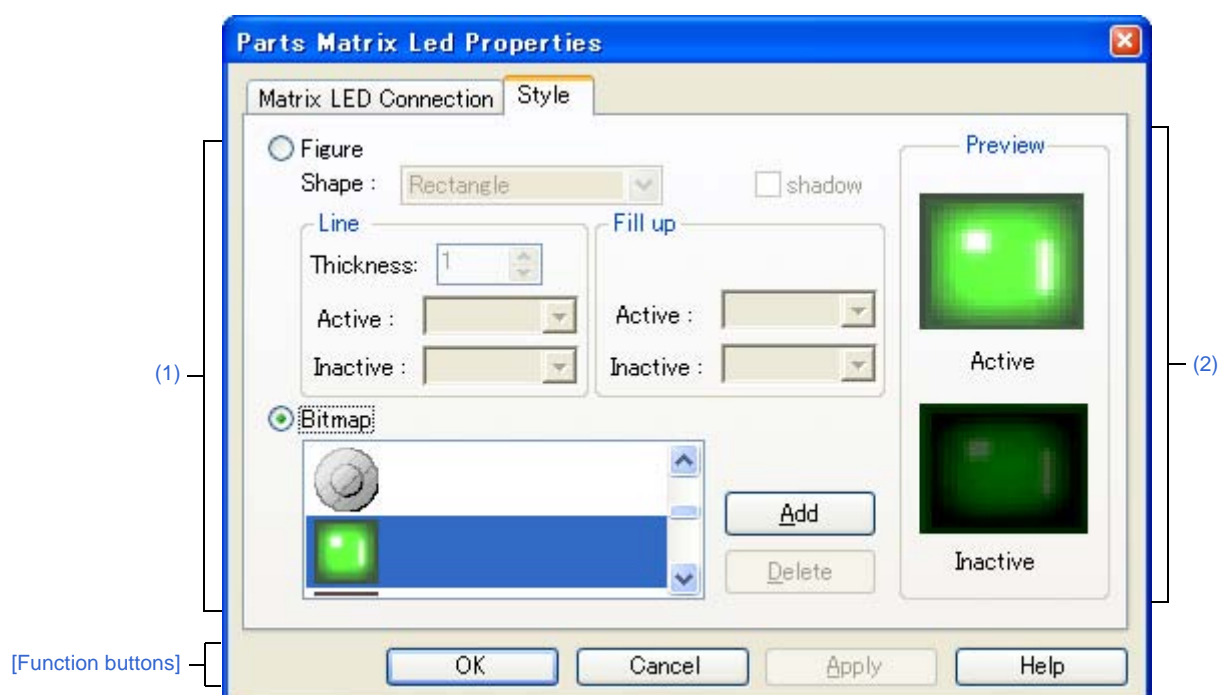 Parts Matrix Led Properties
Matrix LED Connection
Style
Figure
Shape :
Rectangle
shadow
Line
Thickness:
1
Active :
Inactive :
Fill up
Active :
Inactive :
Bitmap
Add
Delete
Preview
Active
Inactive
(1)
(2)
[Function buttons]
OK
Cancel
Apply
Help